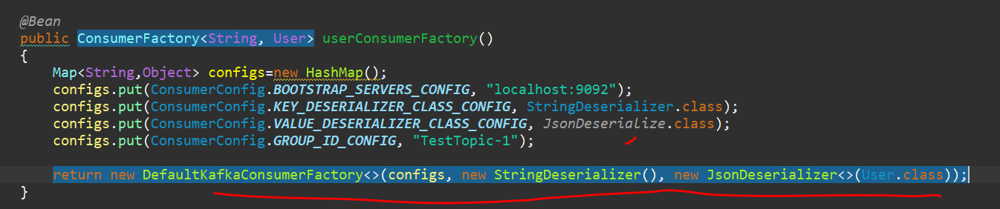 @Bean
public ConsumerFactory<String, User> userConsumerFactory()
{
Map<String,Object> configs=new HashMap();
configs.put(ConsumerConfig.BOOTSTRAP_SERVERS_CONFIG, "localhost:9092");
configs.put(ConsumerConfig.KEY_DESERIALIZER_CLASS_CONFIG, StringDeserializer.class);
configs.put(ConsumerConfig.VALUE_DESERIALIZER_CLASS_CONFIG, JsonDeserialize.class);
configs.put(ConsumerConfig.GROUP_ID_CONFIG, "TestTopic-1");
return new DefaultKafkaConsumerFactory<>(configs, new StringDeserializer(), new JsonDeserializer<>(User.class));
}